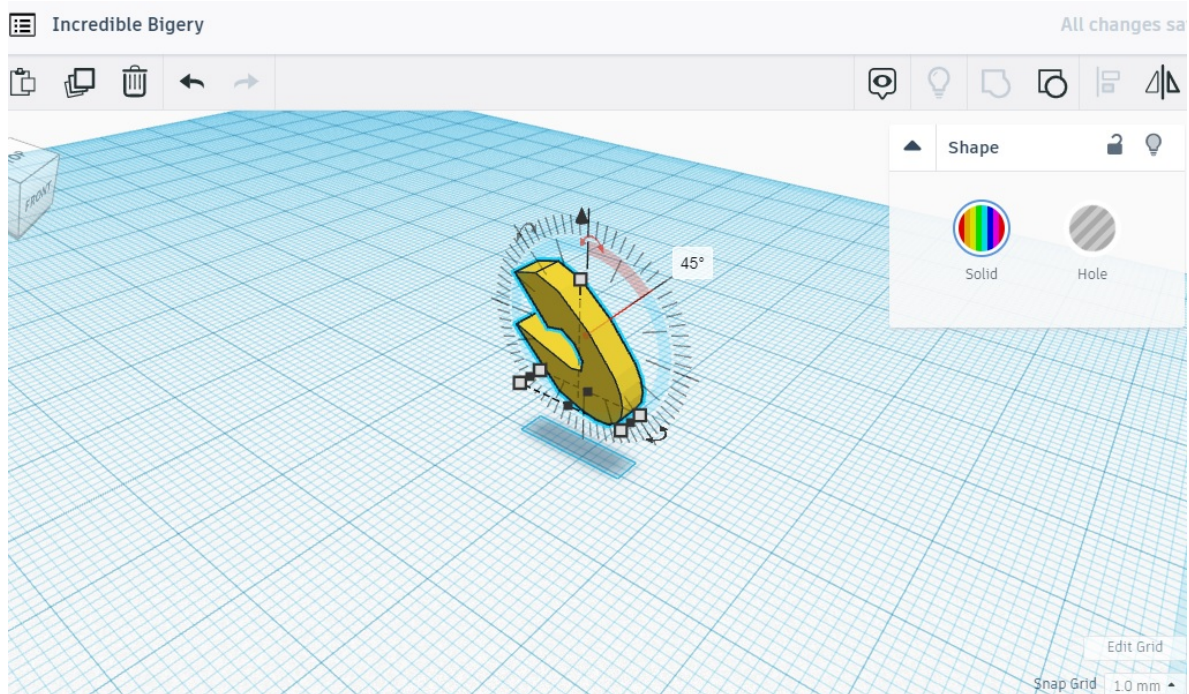 Incredible Bigery
All changes sa
FRONT
Shape
45°
Solid
Hole
Edit Grid
Snap Grid 1.0 mm